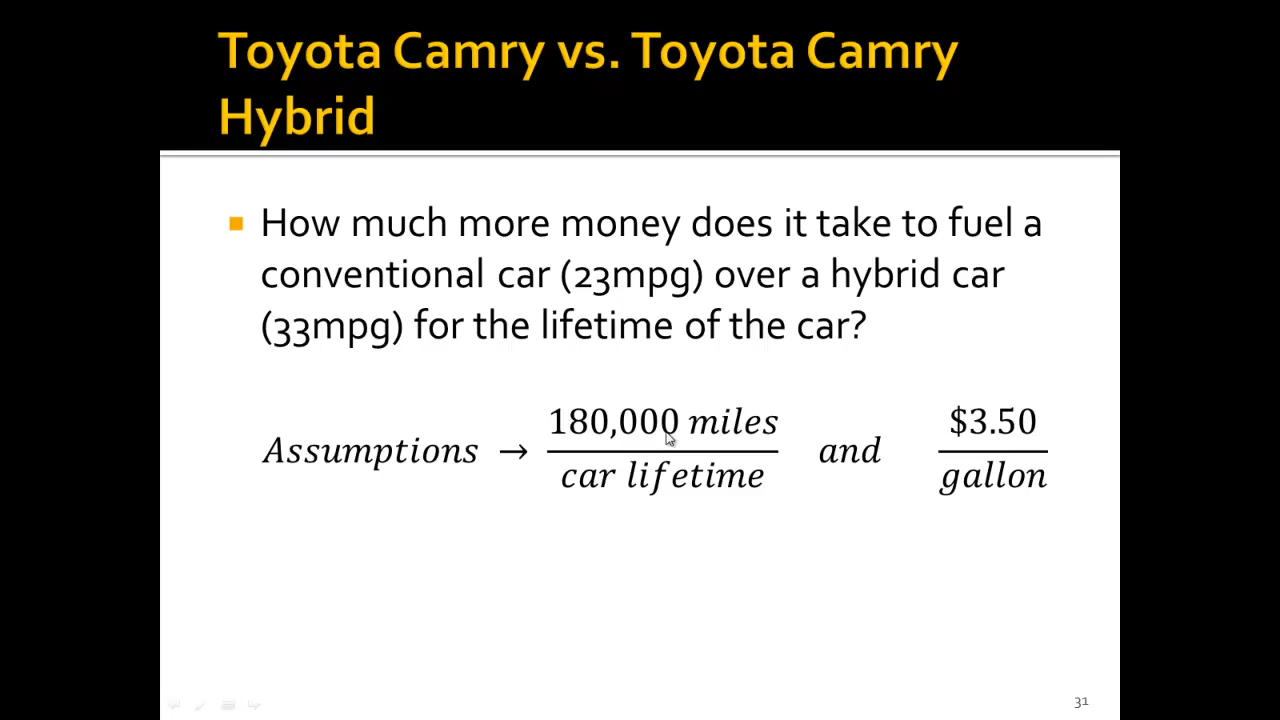 Toyota Camry vs. Toyota Camry
Hybrid
How much more money does it take to fuel a
conventional car (23mpg) over a hybrid car
(33mpg) for the lifetime of the car?
Assumptions → 180,000 miles / car lifetime and $3.50 / gallon
31